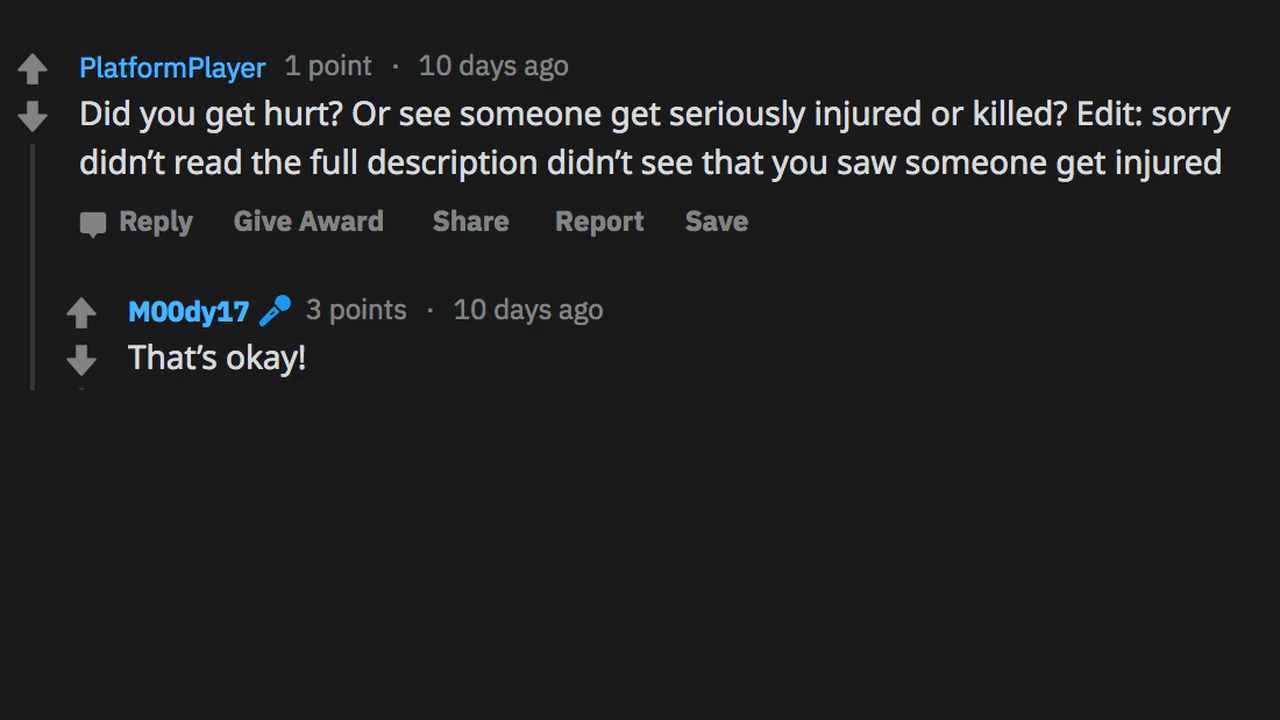 PlatformPlayer 1 point · 10 days ago
Did you get hurt? Or see someone get seriously injured or killed? Edit: sorry
didn't read the full description didn't see that you saw someone get injured
Reply Give Award Share Report Save
M00dy17 3 points · 10 days ago
That's okay!